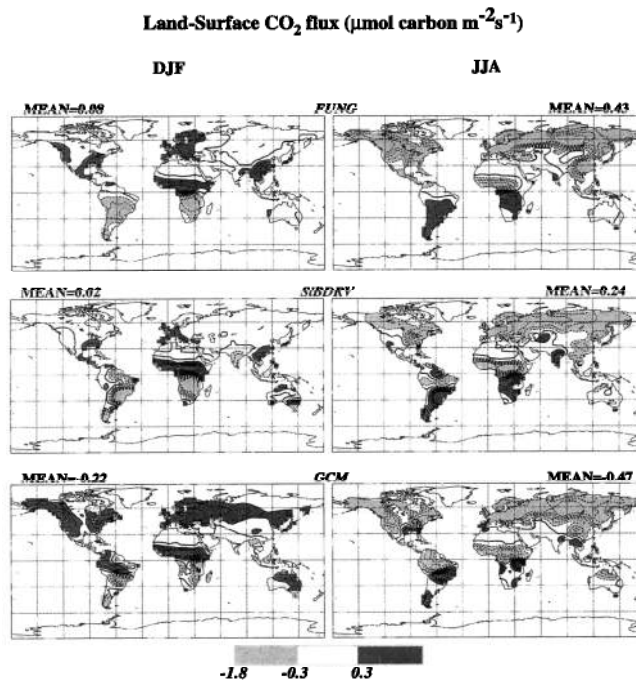 Land-Surface CO₂ flux (μmol carbon m⁻²s⁻¹)
DJF JJA
MEAN=0.08 FUNG MEAN=0.43
MEAN=0.02 SiBDRV MEAN=0.24
MEAN=-0.22 GCM MEAN=-0.47
-1.8 -0.3 0.3